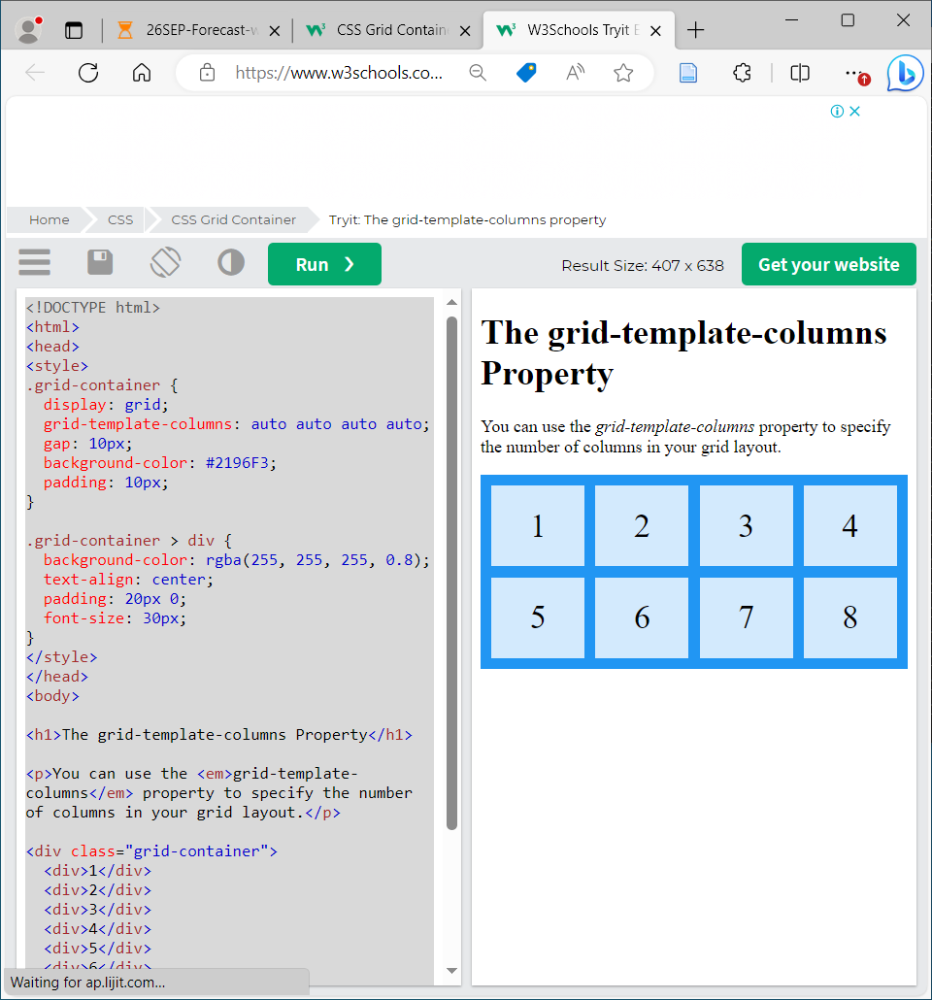 26SEP-Forecast-w
CSS Grid Contain
W3Schools Tryit E
https://www.w3schools.co...
Home
CSS
CSS Grid Container
Tryit: The grid-template-columns property
Run ❯
Result Size: 407 x 638
Get your website
<!DOCTYPE html>
<html>
<head>
<style>
.grid-container {
  display: grid;
  grid-template-columns: auto auto auto auto;
  gap: 10px;
  background-color: #2196F3;
  padding: 10px;
}

.grid-container > div {
  background-color: rgba(255, 255, 255, 0.8);
  text-align: center;
  padding: 20px 0;
  font-size: 30px;
}
</style>
</head>
<body>

<h1>The grid-template-columns Property</h1>

<p>You can use the <em>grid-template-
columns</em> property to specify the number
of columns in your grid layout.</p>

<div class="grid-container">
  <div>1</div>
  <div>2</div>
  <div>3</div>
  <div>4</div>
  <div>5</div>
  <div>6</div>
Waiting for ap.lijit.com...
The grid-template-columns
Property
You can use the grid-template-columns property to specify
the number of columns in your grid layout.
1 2 3 4
5 6 7 8